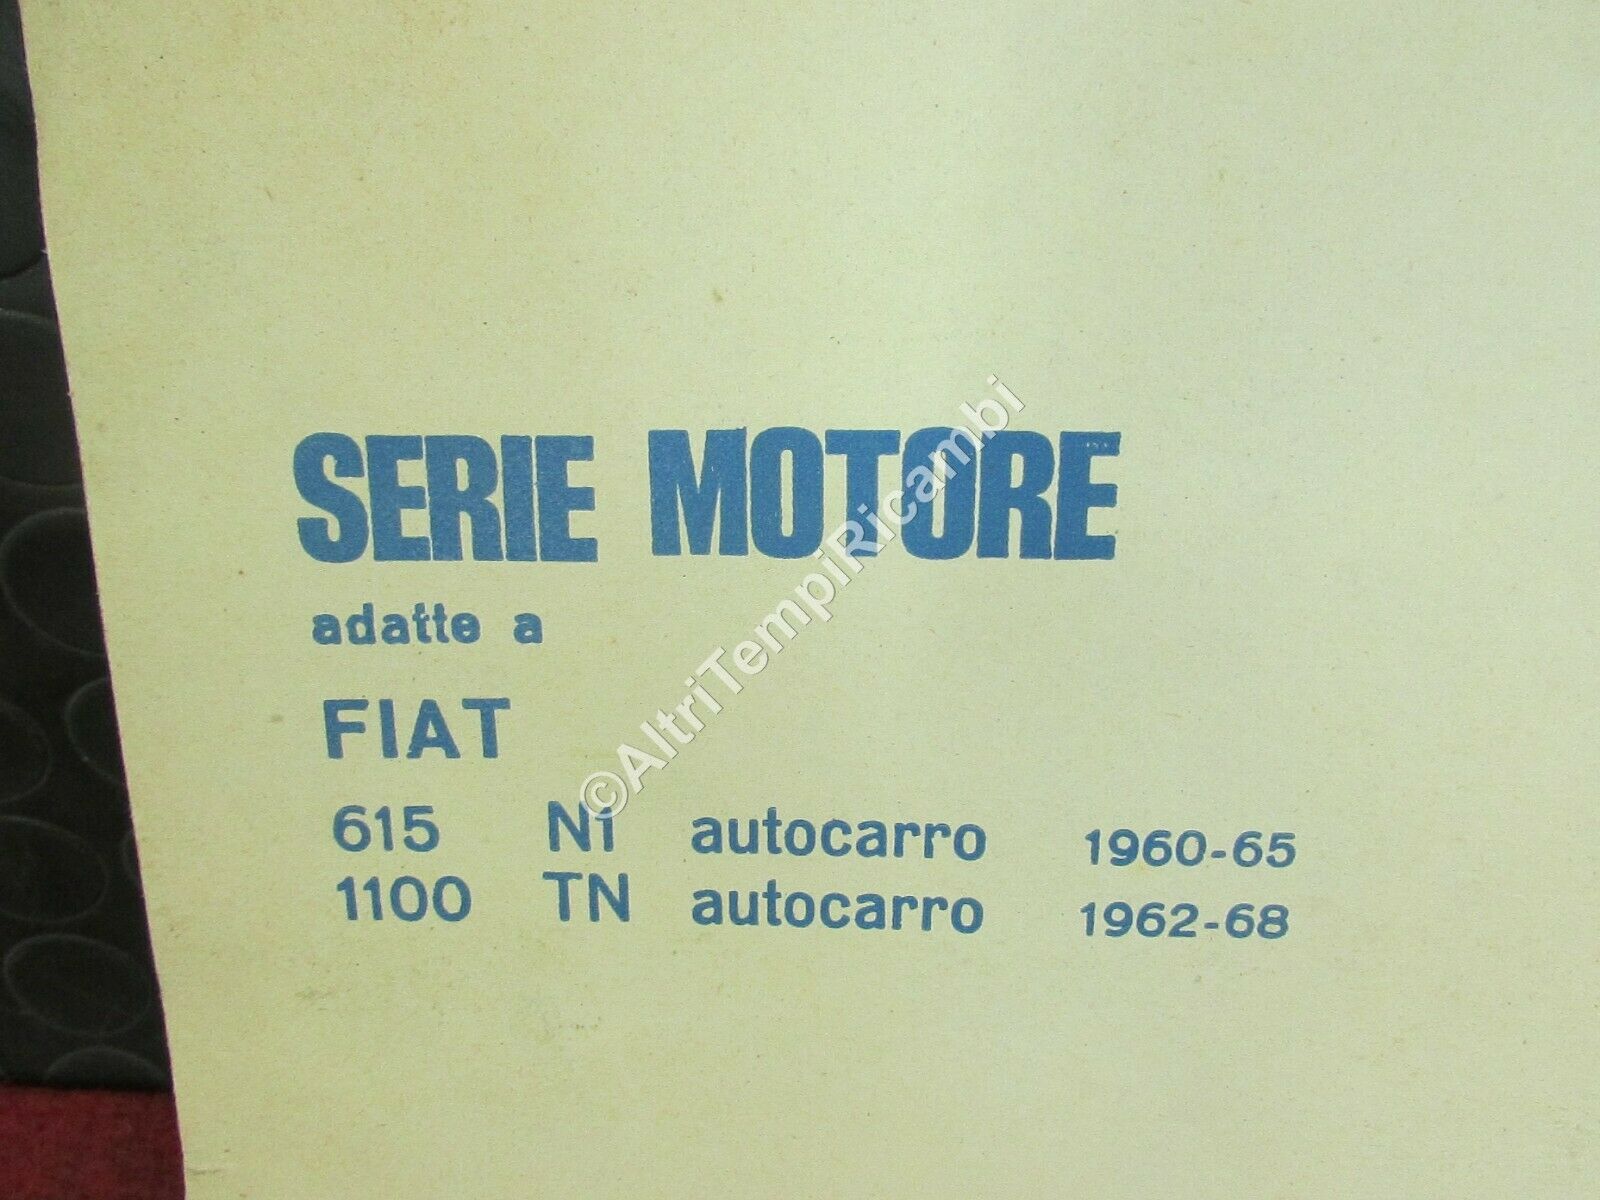 SERIE MOTORE
adatte a
FIAT
615 N1 autocarro 1960-65
1100 TN autocarro 1962-68
©AltriTempiRicambi